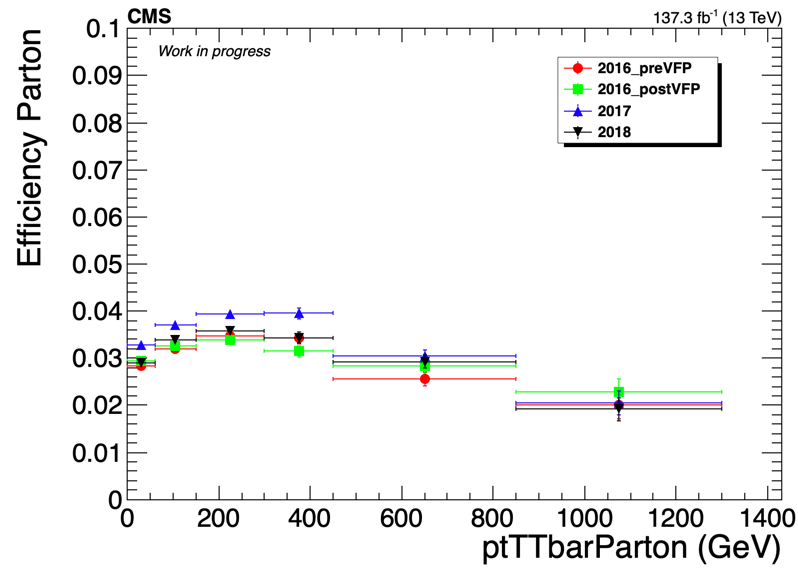 CMS
137.3 fb-1 (13 TeV)
Work in progress
2016_preVFP
2016_postVFP
2017
2018
Efficiency Parton
0.1
0.09
0.08
0.07
0.06
0.05
0.04
0.03
0.02
0.01
0
0 200 400 600 800 1000 1200 1400
ptTTbarParton (GeV)